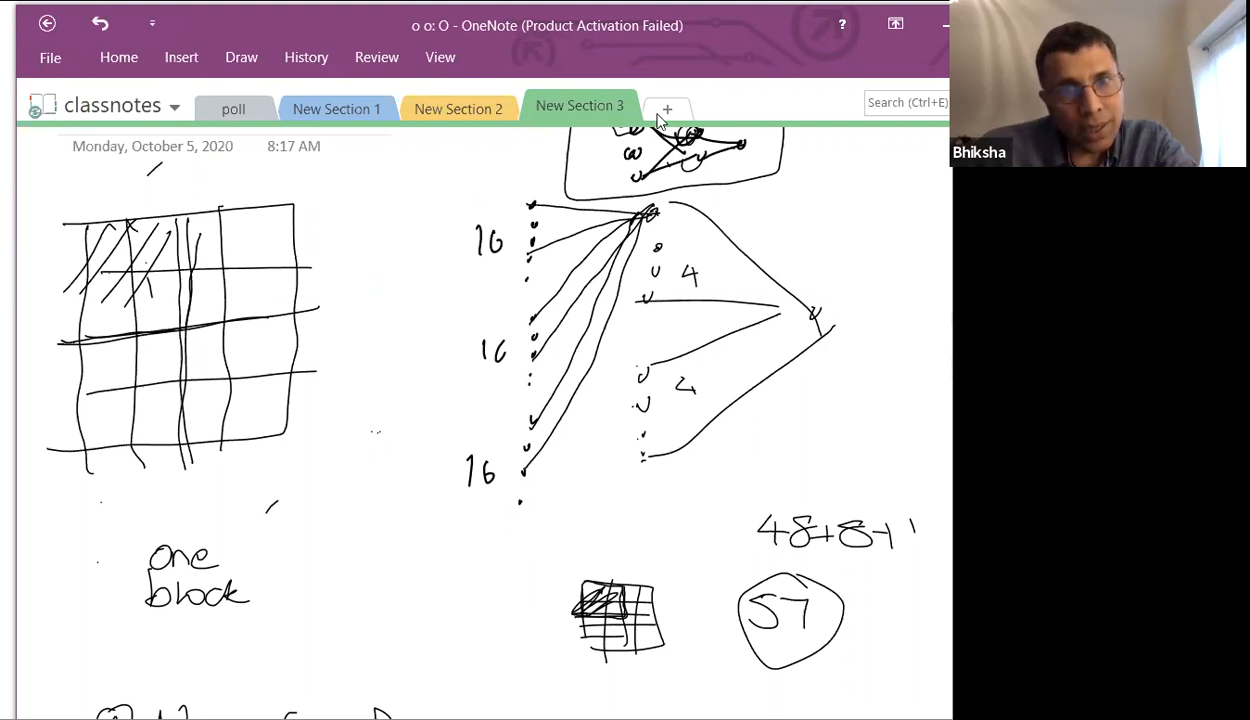 o o: O - OneNote (Product Activation Failed)
?
File Home Insert Draw History Review View
classnotes
poll
New Section 1
New Section 2
New Section 3
+
Search (Ctrl+E)
Bhiksha
Monday, October 5, 2020 8:17 AM
16
4
16
4
16
48+8+1
one
block
57